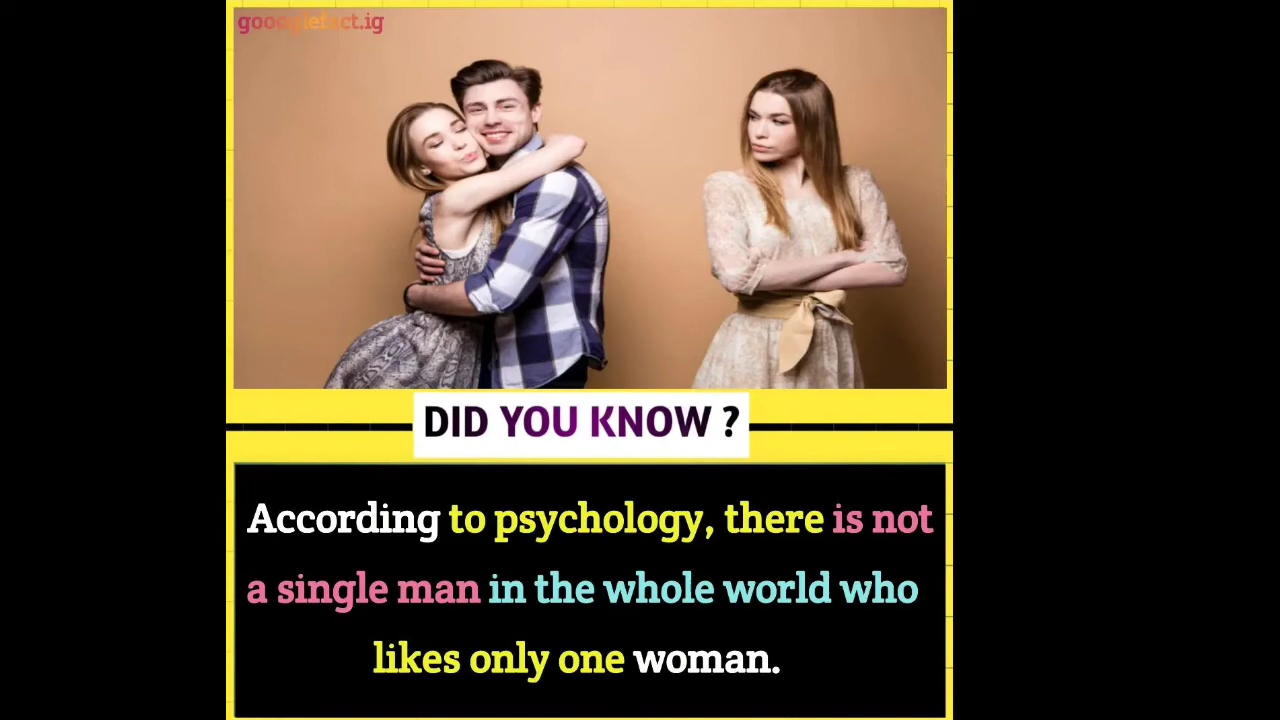 DID YOU KNOW ?
According to psychology, there is not
a single man in the whole world who
likes only one woman.